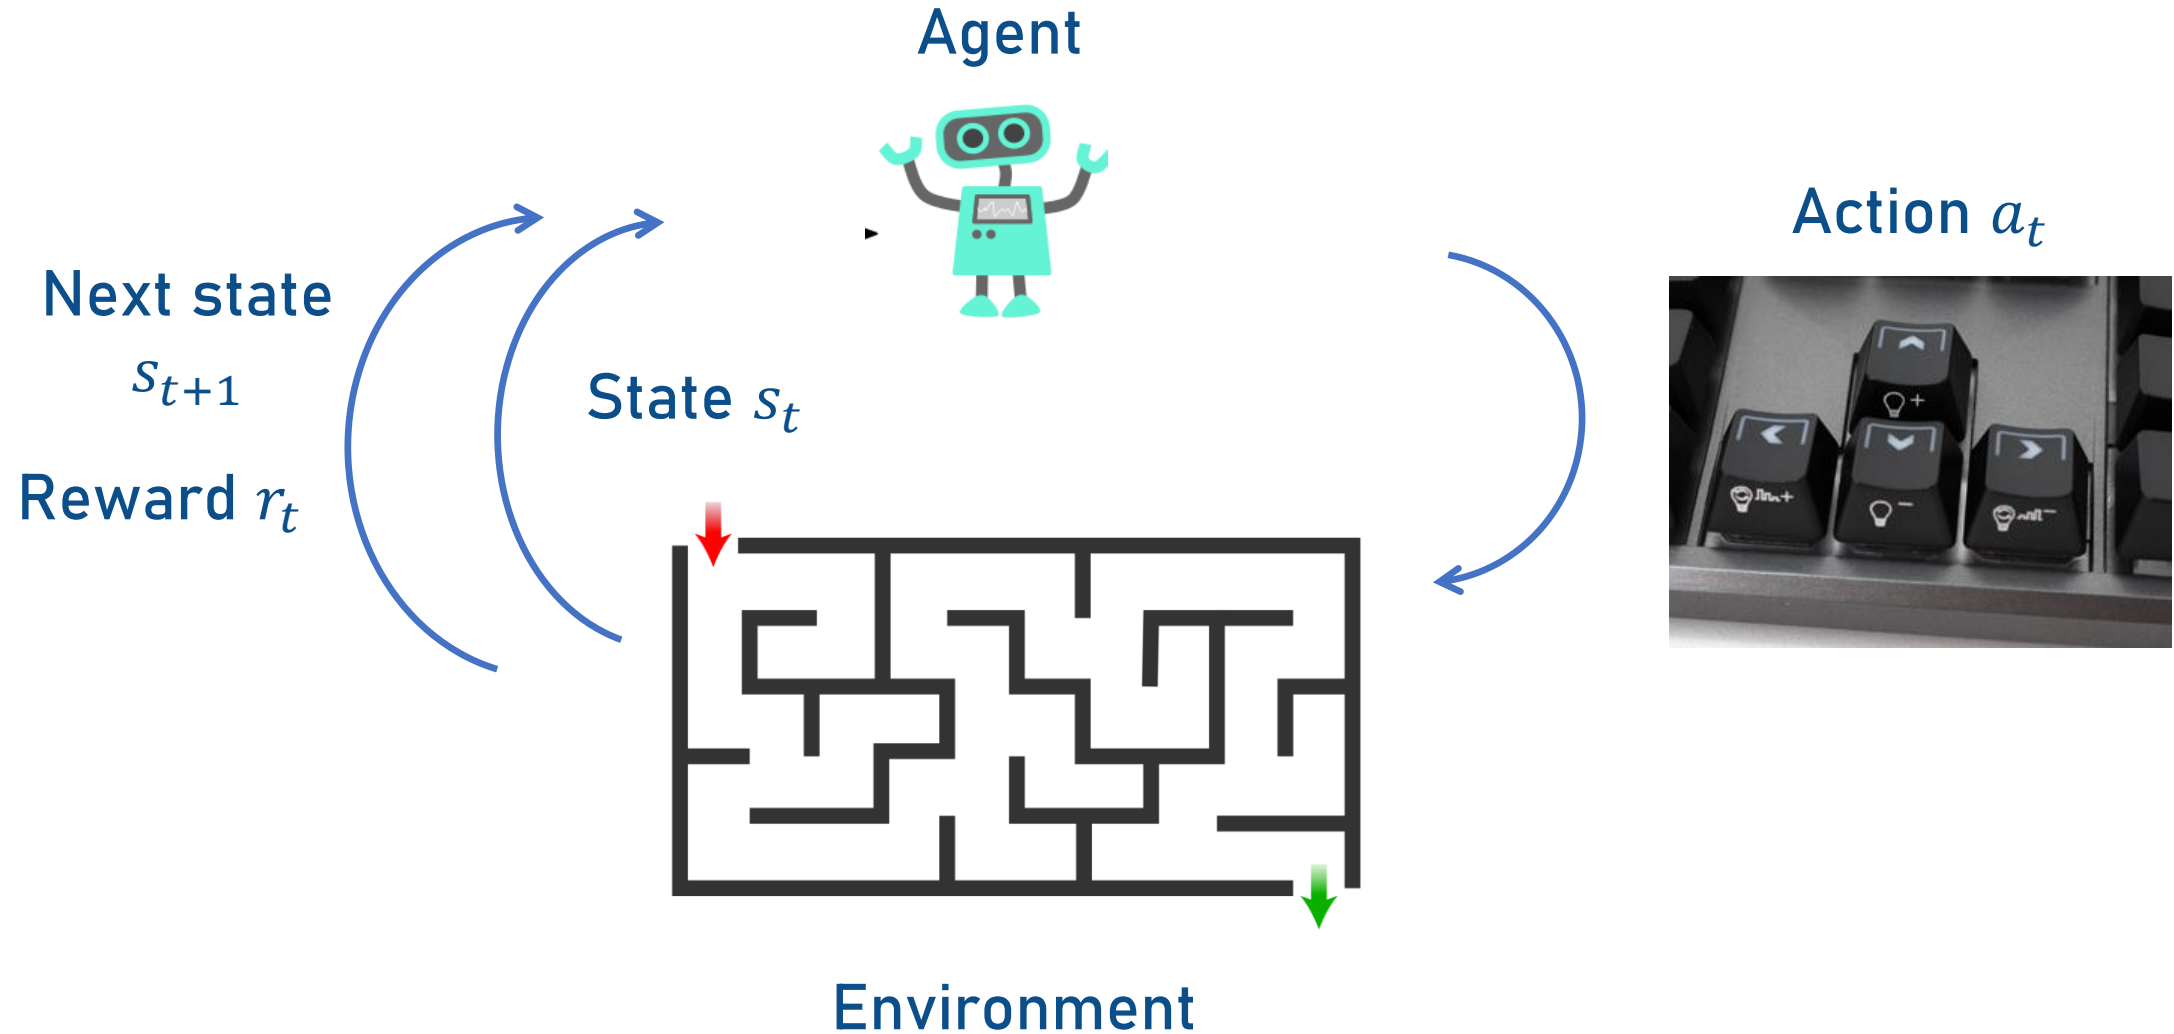 Agent
Action a_t
Next state
s_{t+1}
State s_t
Reward r_t
Environment